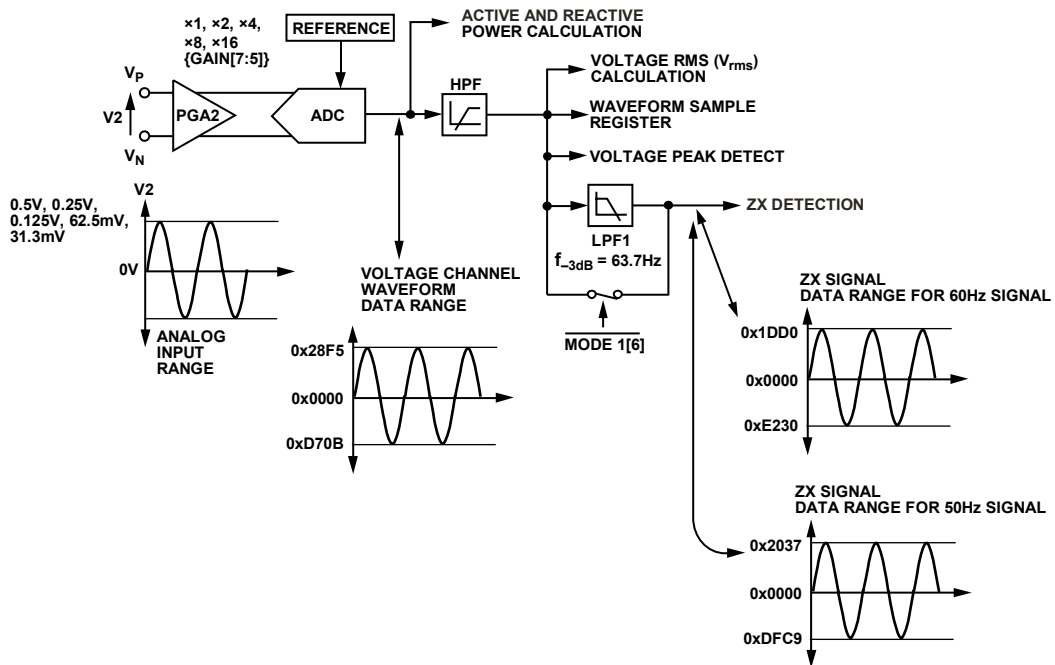 ×1, ×2, ×4,
×8, ×16
{GAIN[7:5]}
REFERENCE
ACTIVE AND REACTIVE
POWER CALCULATION
VP
V2
VN
PGA2
ADC
HPF
VOLTAGE RMS (Vrms)
CALCULATION
WAVEFORM SAMPLE
REGISTER
VOLTAGE PEAK DETECT
ZX DETECTION
LPF1
f–3dB = 63.7Hz
MODE 1[6]
V2
0.5V, 0.25V,
0.125V, 62.5mV,
31.3mV
0V
ANALOG
INPUT
RANGE
VOLTAGE CHANNEL
WAVEFORM
DATA RANGE
0x28F5
0x0000
0xD70B
ZX SIGNAL
DATA RANGE FOR 60Hz SIGNAL
0x1DD0
0x0000
0xE230
ZX SIGNAL
DATA RANGE FOR 50Hz SIGNAL
0x2037
0x0000
0xDFC9